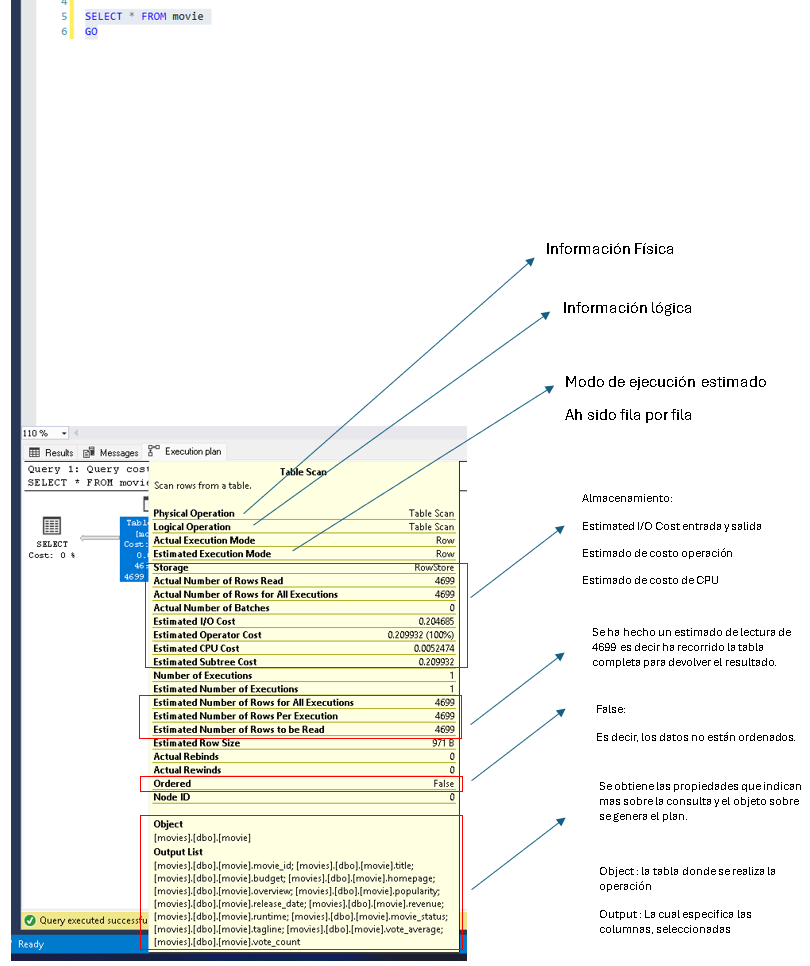 4
5 SELECT * FROM movie
6 GO
Información Física
Información lógica
Modo de ejecución estimado
Ah sido fila por fila
110 %
Results Messages Execution plan
Query 1: Query cost
SELECT * FROM movie
Table Scan
Scan rows from a table.
SELECT
Cost: 0 %
Physical Operation Table Scan
Logical Operation Table Scan
Actual Execution Mode Row
Estimated Execution Mode Row
Storage RowStore
Actual Number of Rows Read 4699
Actual Number of Rows for All Executions 4699
Actual Number of Batches 0
Estimated I/O Cost 0.204685
Estimated Operator Cost 0.209932 (100%)
Estimated CPU Cost 0.0052474
Estimated Subtree Cost 0.209932
Number of Executions 1
Estimated Number of Executions 1
Estimated Number of Rows for All Executions 4699
Estimated Number of Rows Per Execution 4699
Estimated Number of Rows to be Read 4699
Estimated Row Size 971 B
Actual Rebinds 0
Actual Rewinds 0
Ordered False
Node ID 0
Object
[movies].[dbo].[movie]
Output List
[movies].[dbo].[movie].movie_id; [movies].[dbo].[movie].title;
[movies].[dbo].[movie].budget; [movies].[dbo].[movie].homepage;
[movies].[dbo].[movie].overview; [movies].[dbo].[movie].popularity;
[movies].[dbo].[movie].release_date; [movies].[dbo].[movie].revenue;
[movies].[dbo].[movie].runtime; [movies].[dbo].[movie].movie_status;
[movies].[dbo].[movie].tagline; [movies].[dbo].[movie].vote_average;
[movies].[dbo].[movie].vote_count
Query executed successfu
Ready
Almacenamiento:
Estimated I/O Cost entrada y salida
Estimado de costo operación
Estimado de costo de CPU
Se ha hecho un estimado de lectura de
4699 es decir ha recorrido la tabla
completa para devolver el resultado.
False:
Es decir, los datos no están ordenados.
Se obtiene las propiedades que indican
mas sobre la consulta y el objeto sobre
se genera el plan.
Object : la tabla donde se realiza la
operación
Output : La cual especifica las
columnas, seleccionadas